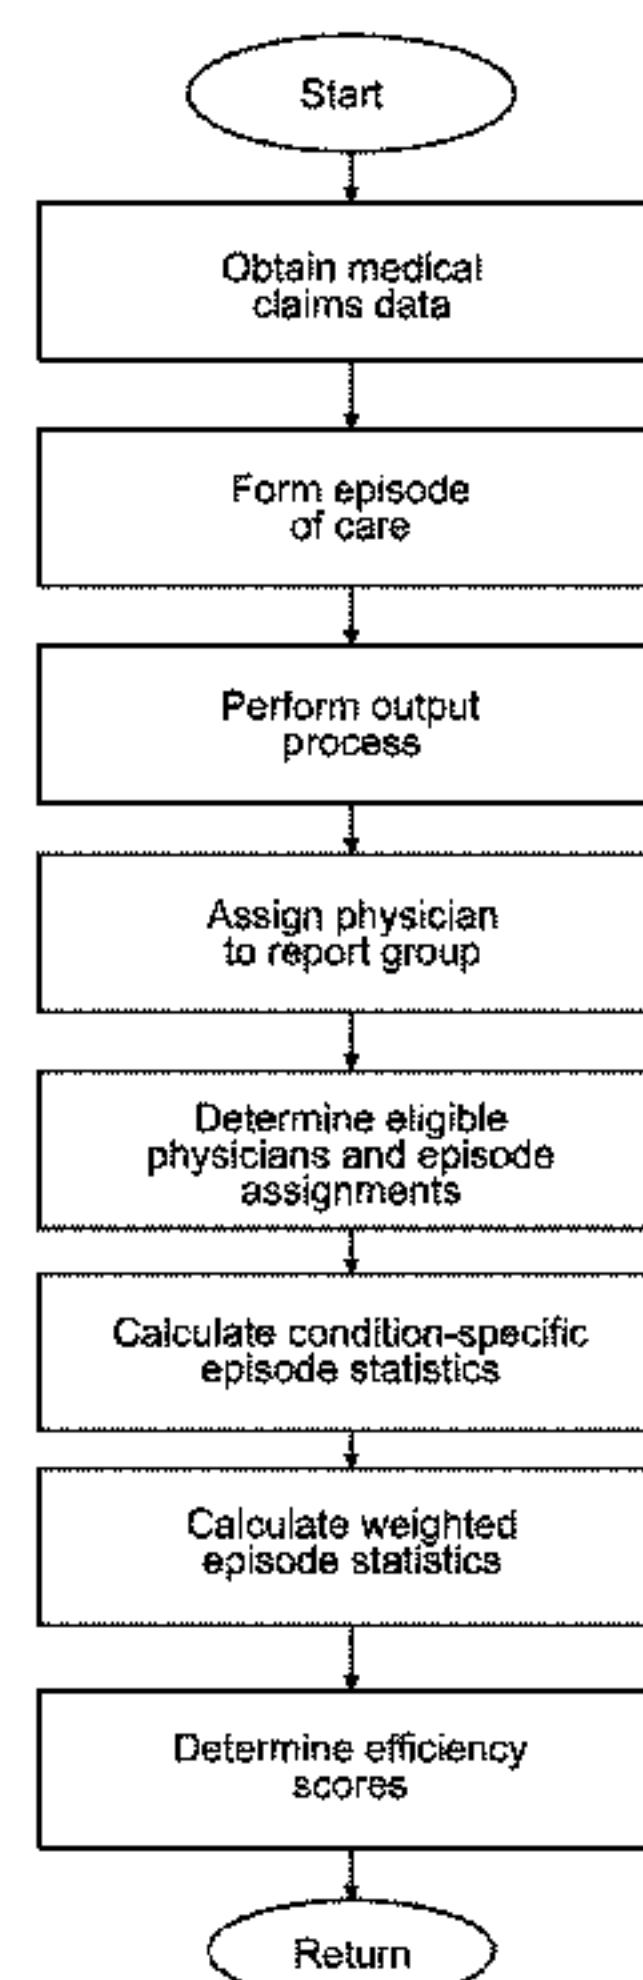 Start
Obtain medical
claims data
Form episode
of care
Perform output
process
Assign physician
to report group
Determine eligible
physicians and episode
assignments
Calculate condition-specific
episode statistics
Calculate weighted
episode statistics
Determine efficiency
scores
Return